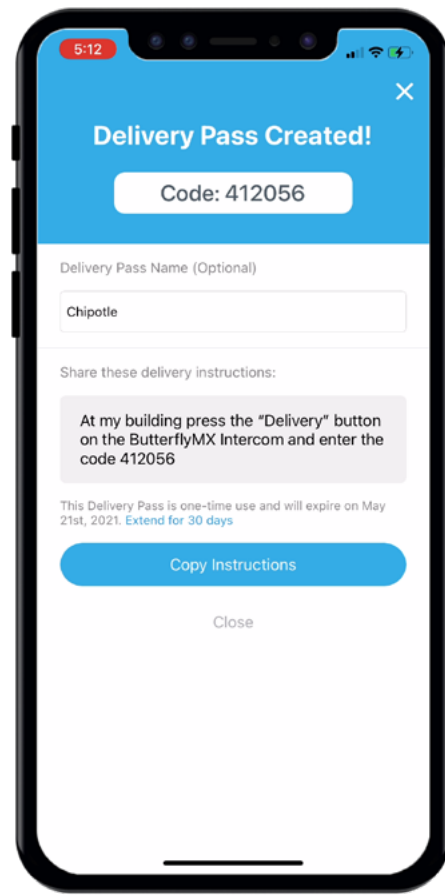 5:12
Delivery Pass Created!
Code: 412056
Delivery Pass Name (Optional)
Chipotle
Share these delivery instructions:
At my building press the “Delivery” button
on the ButterflyMX Intercom and enter the
code 412056
This Delivery Pass is one-time use and will expire on May
21st, 2021. Extend for 30 days
Copy Instructions
Close